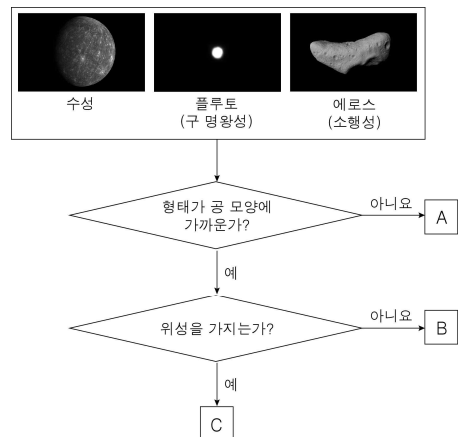 수성
플루토
(구 명왕성)
에로스
(소행성)
형태가 공 모양에
가까운가?
아니요
A
예
위성을 가지는가?
아니요
B
예
C